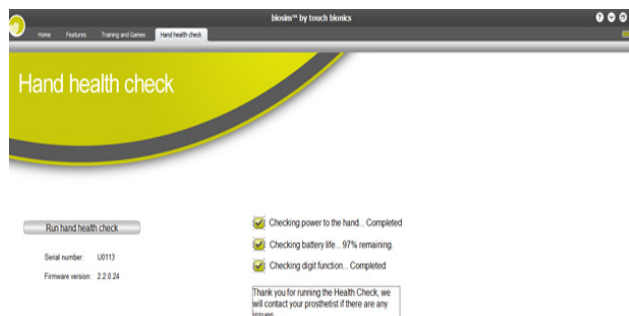 biosim™ by touch bionics
Home Features Training and Games Hand health check
Hand health check
Run hand health check
Serial number: U0113
Firmware version: 2.2.0.24
Checking power to the hand... Completed
Checking battery life... 97% remaining.
Checking digit function... Completed
Thank you for running the Health Check, we
will contact your prosthetist if there are any
issues